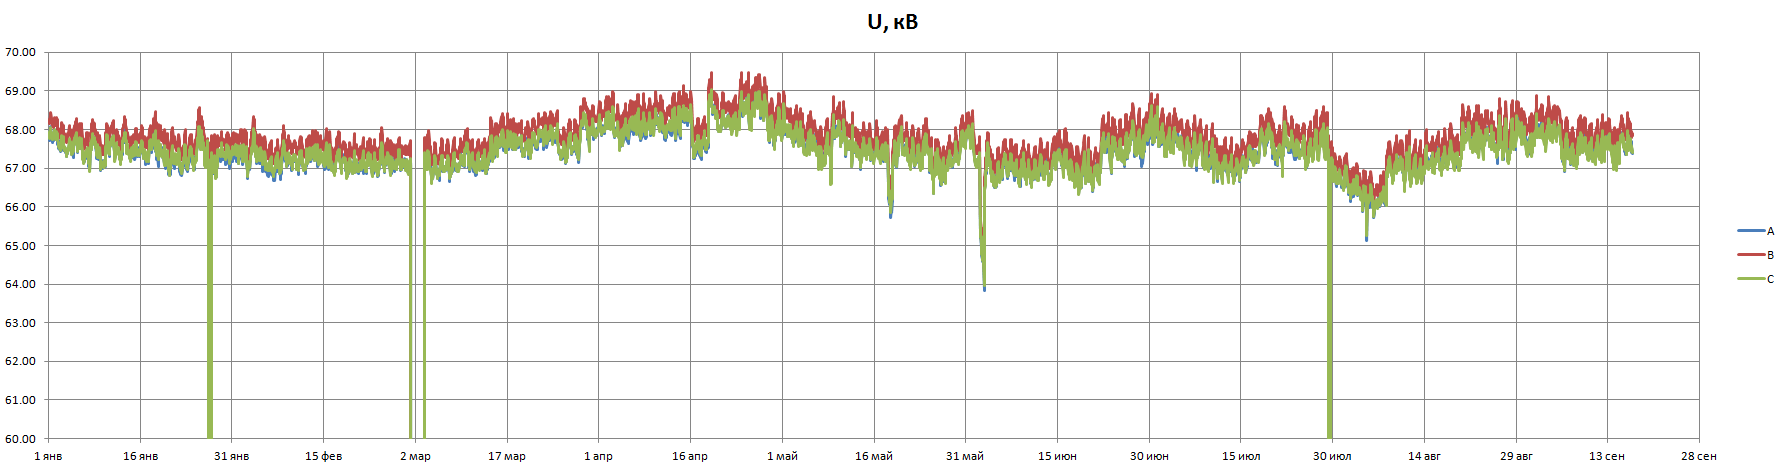 U, кВ
70.00
69.00
68.00
67.00
66.00
65.00
64.00
63.00
62.00
61.00
60.00
1 янв 16 янв 31 янв 15 фев 2 мар 17 мар 1 апр 16 апр 1 май 16 май 31 май 15 июн 30 июн 15 июл 30 июл 14 авг 29 авг 13 сен 28 сен
A
B
C